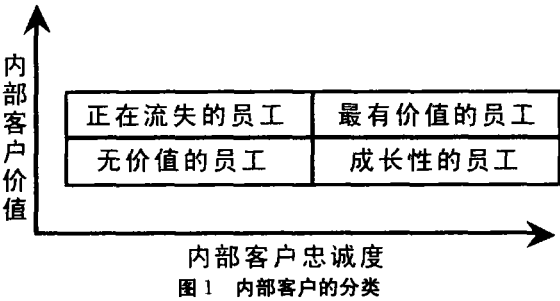 内部客户价值
正在流失的员工 最有价值的员工
无价值的员工 成长性的员工
内部客户忠诚度
图1 内部客户的分类